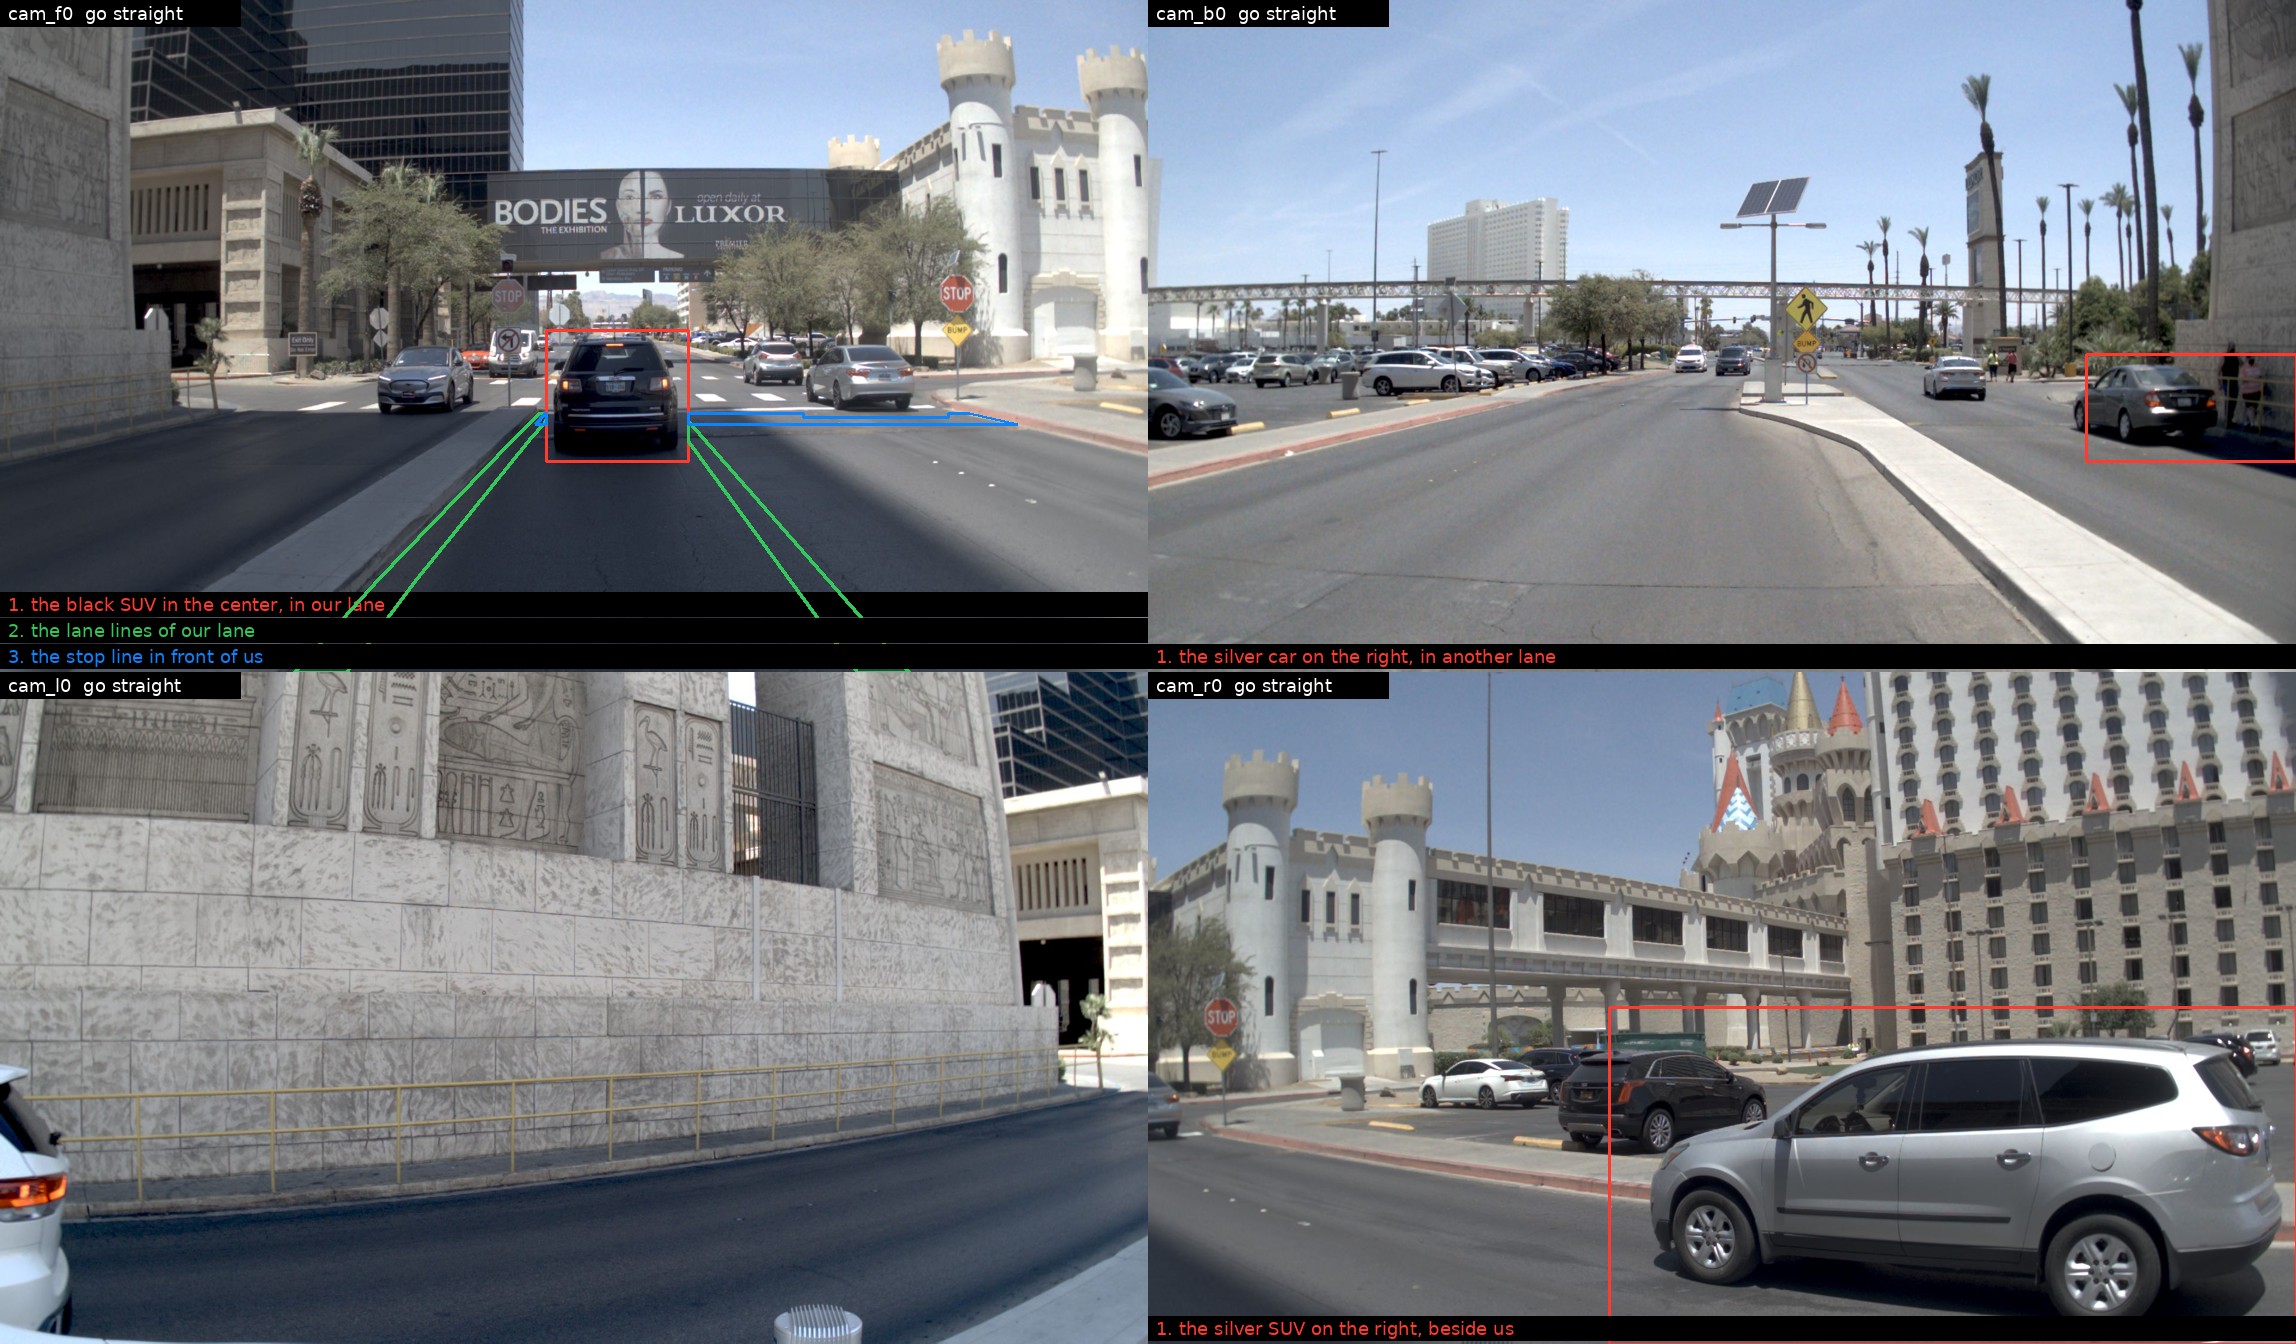 cam_f0 go straight
BODIES
THE EXHIBITION
open daily at
LUXOR
STOP
STOP
BUMP
1. the black SUV in the center, in our lane
2. the lane lines of our lane
3. the stop line in front of us
cam_b0 go straight
BUMP
1. the silver car on the right, in another lane
cam_l0 go straight
cam_r0 go straight
STOP
BUMP
1. the silver SUV on the right, beside us